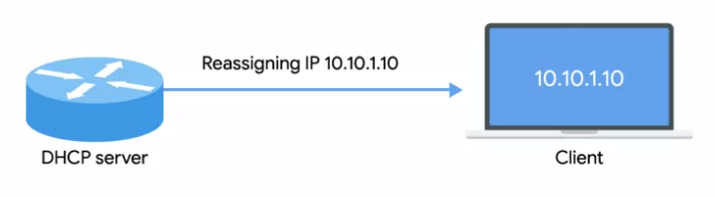 Reassigning IP 10.10.1.10
10.10.1.10
DHCP server
Client